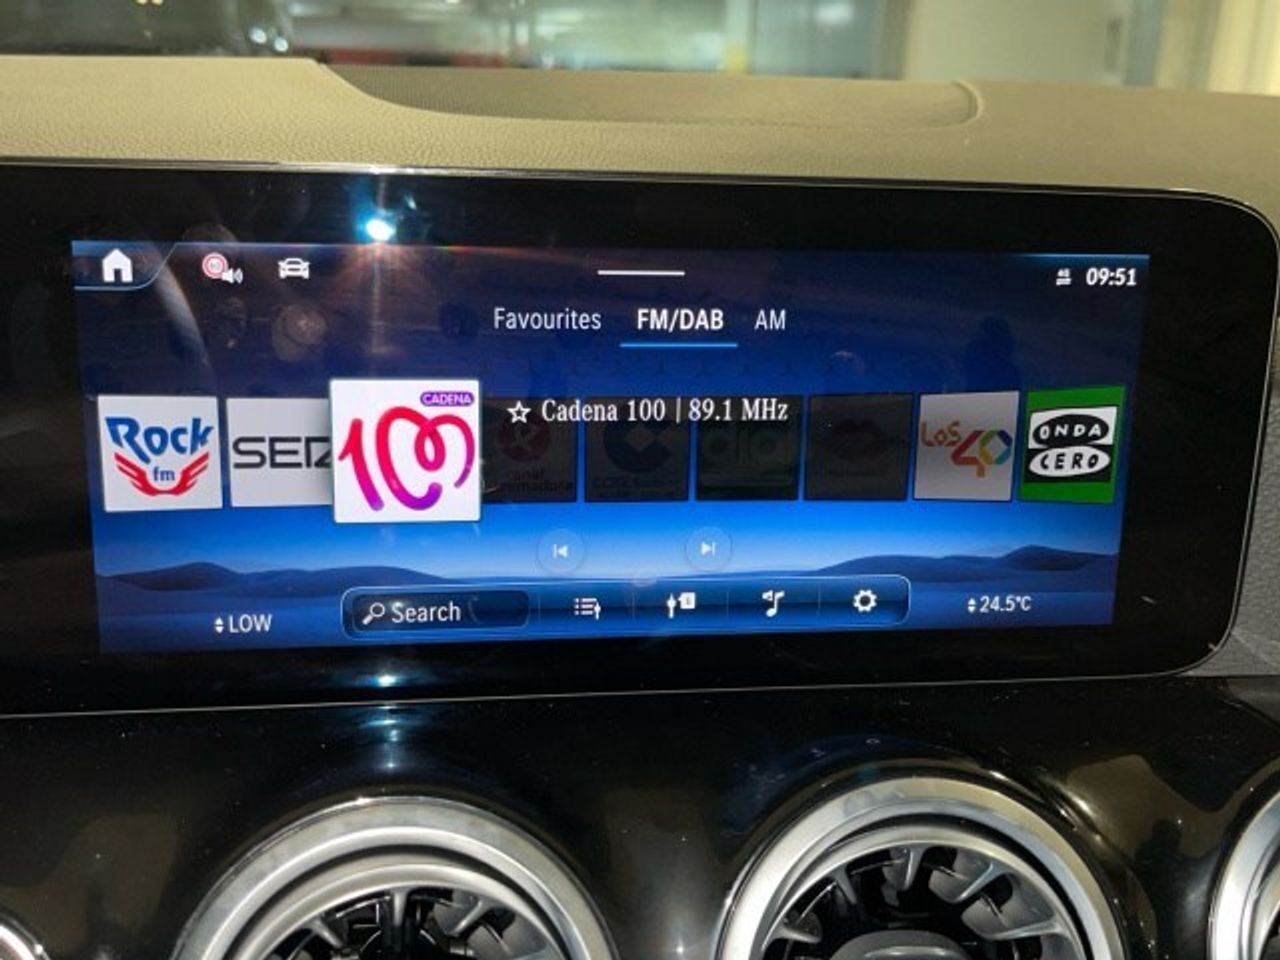 09:51
Favourites FM/DAB AM
Rock fm
SER
CADENA
100
Cadena 100 | 89.1 MHz
Los 40
ONDA CERO
LOW
Search
24.5°C